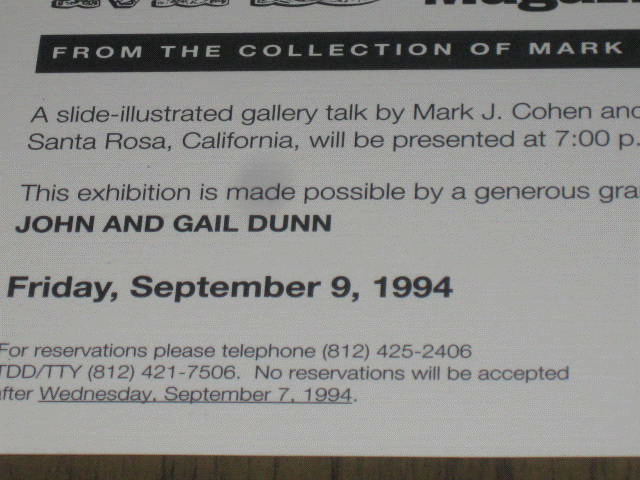 FROM THE COLLECTION OF MARK
A slide-illustrated gallery talk by Mark J. Cohen and
Santa Rosa, California, will be presented at 7:00 p.
This exhibition is made possible by a generous gra
JOHN AND GAIL DUNN
Friday, September 9, 1994
For reservations please telephone (812) 425-2406
TDD/TTY (812) 421-7506. No reservations will be accepted
after Wednesday, September 7, 1994.